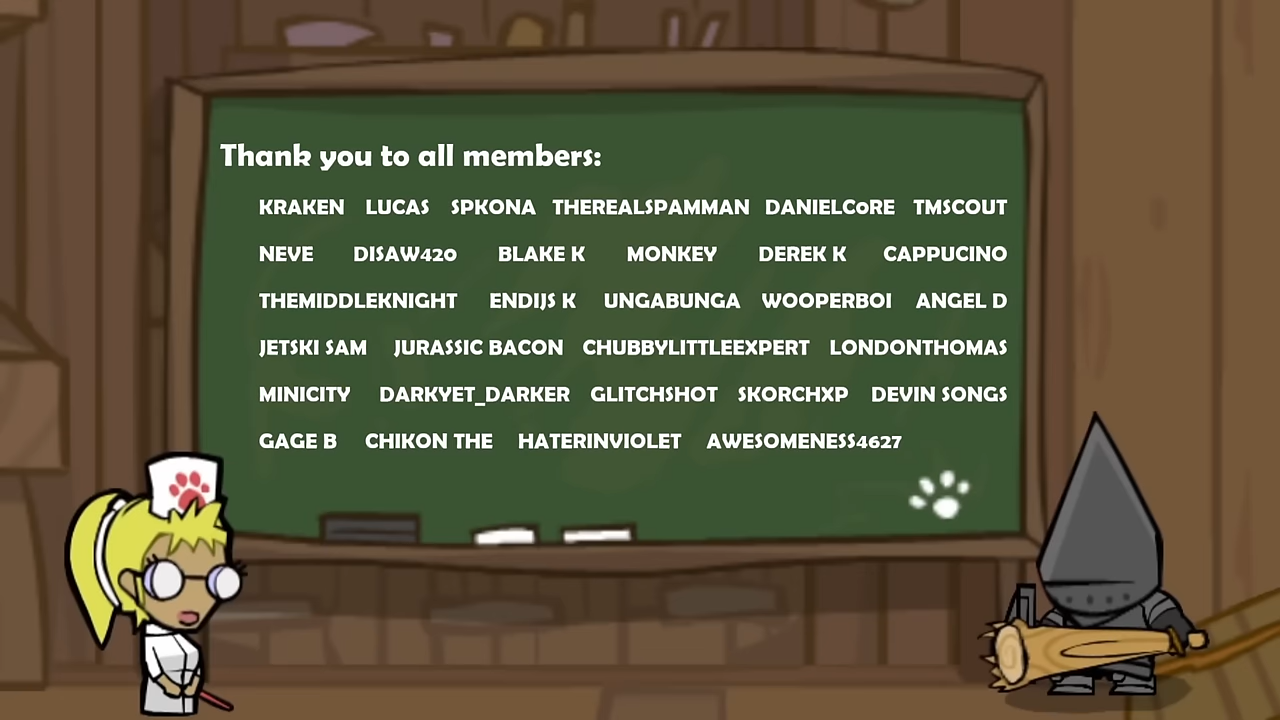 Thank you to all members:
KRAKEN LUCAS SPKONA THEREALSPAMMAN DANIELC0RE TMSCOUT
NEVE DISAW420 BLAKE K MONKEY DEREK K CAPPUCINO
THEMIDDLEKNIGHT ENDIJS K UNGABUNGA WOOPERBOI ANGEL D
JETSKI SAM JURASSIC BACON CHUBBYLITTLEEXPERT LONDONTHOMAS
MINICITY DARKYET_DARKER GLITCHSHOT SKORCHXP DEVIN SONGS
GAGE B CHIKON THE HATERINVIOLET AWESOMENESS4627